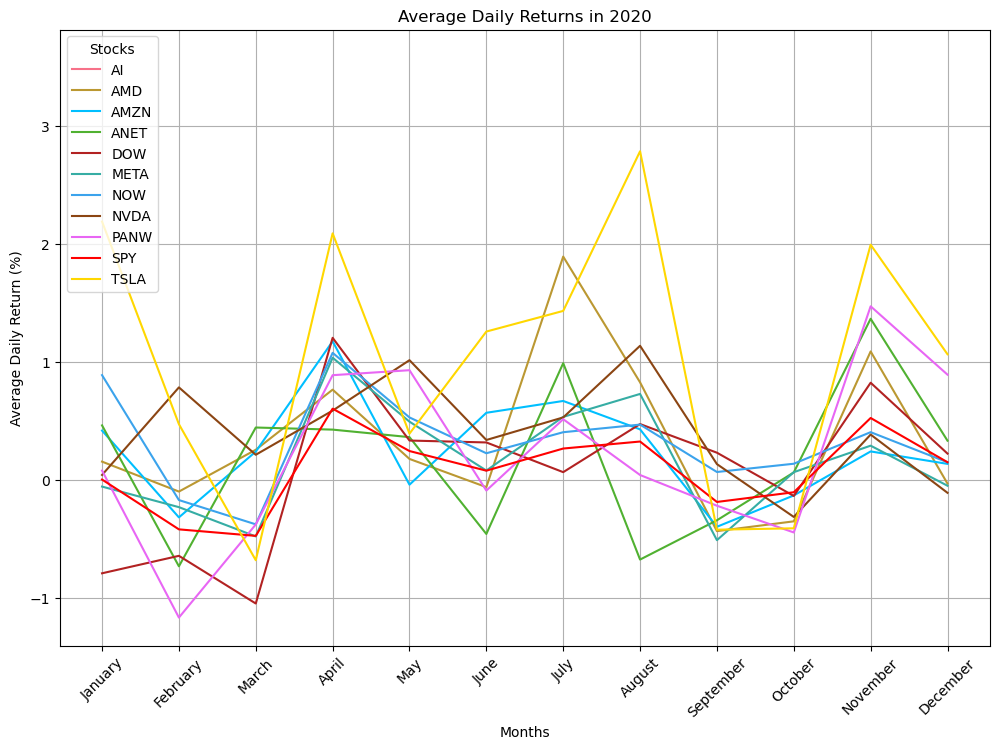 Average Daily Returns in 2020
Stocks
AI
AMD
AMZN
ANET
DOW
META
NOW
NVDA
PANW
SPY
TSLA
3
2
1
0
−1
Average Daily Return (%)
January
February
March
April
May
June
July
August
September
October
November
December
Months